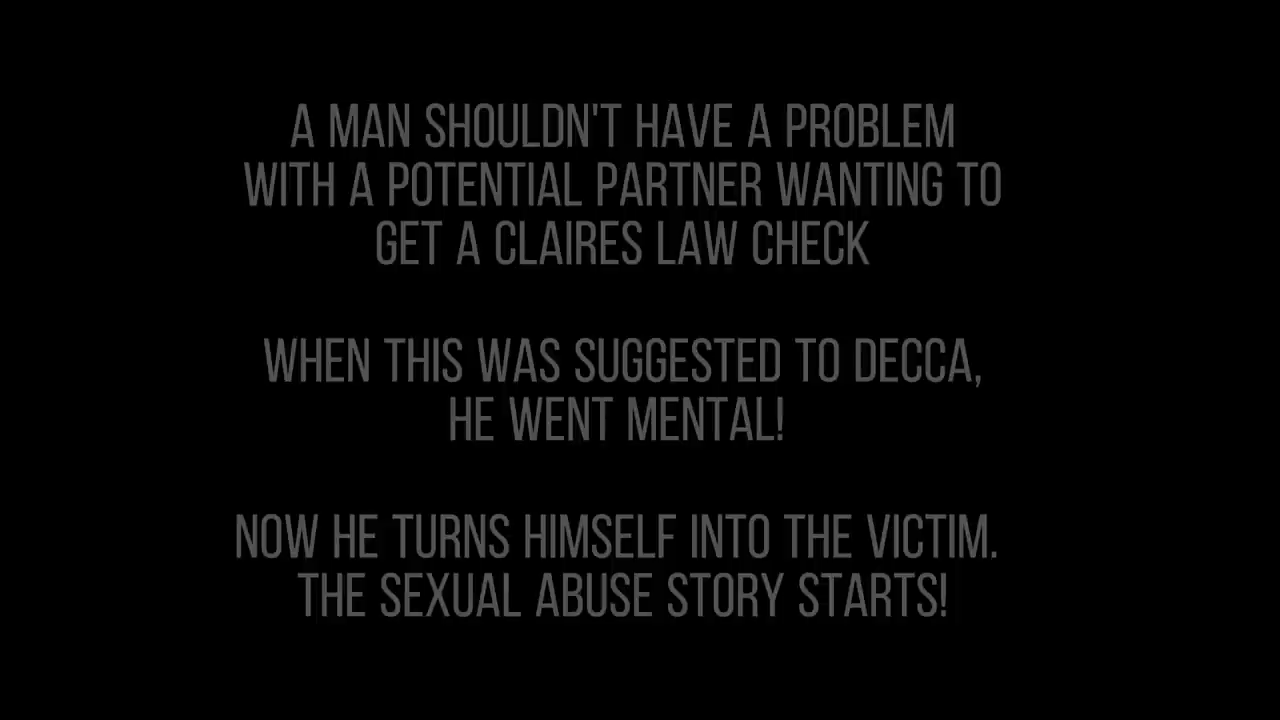 A MAN SHOULDN'T HAVE A PROBLEM
WITH A POTENTIAL PARTNER WANTING TO
GET A CLAIRES LAW CHECK
WHEN THIS WAS SUGGESTED TO DECCA,
HE WENT MENTAL!
NOW HE TURNS HIMSELF INTO THE VICTIM.
THE SEXUAL ABUSE STORY STARTS!